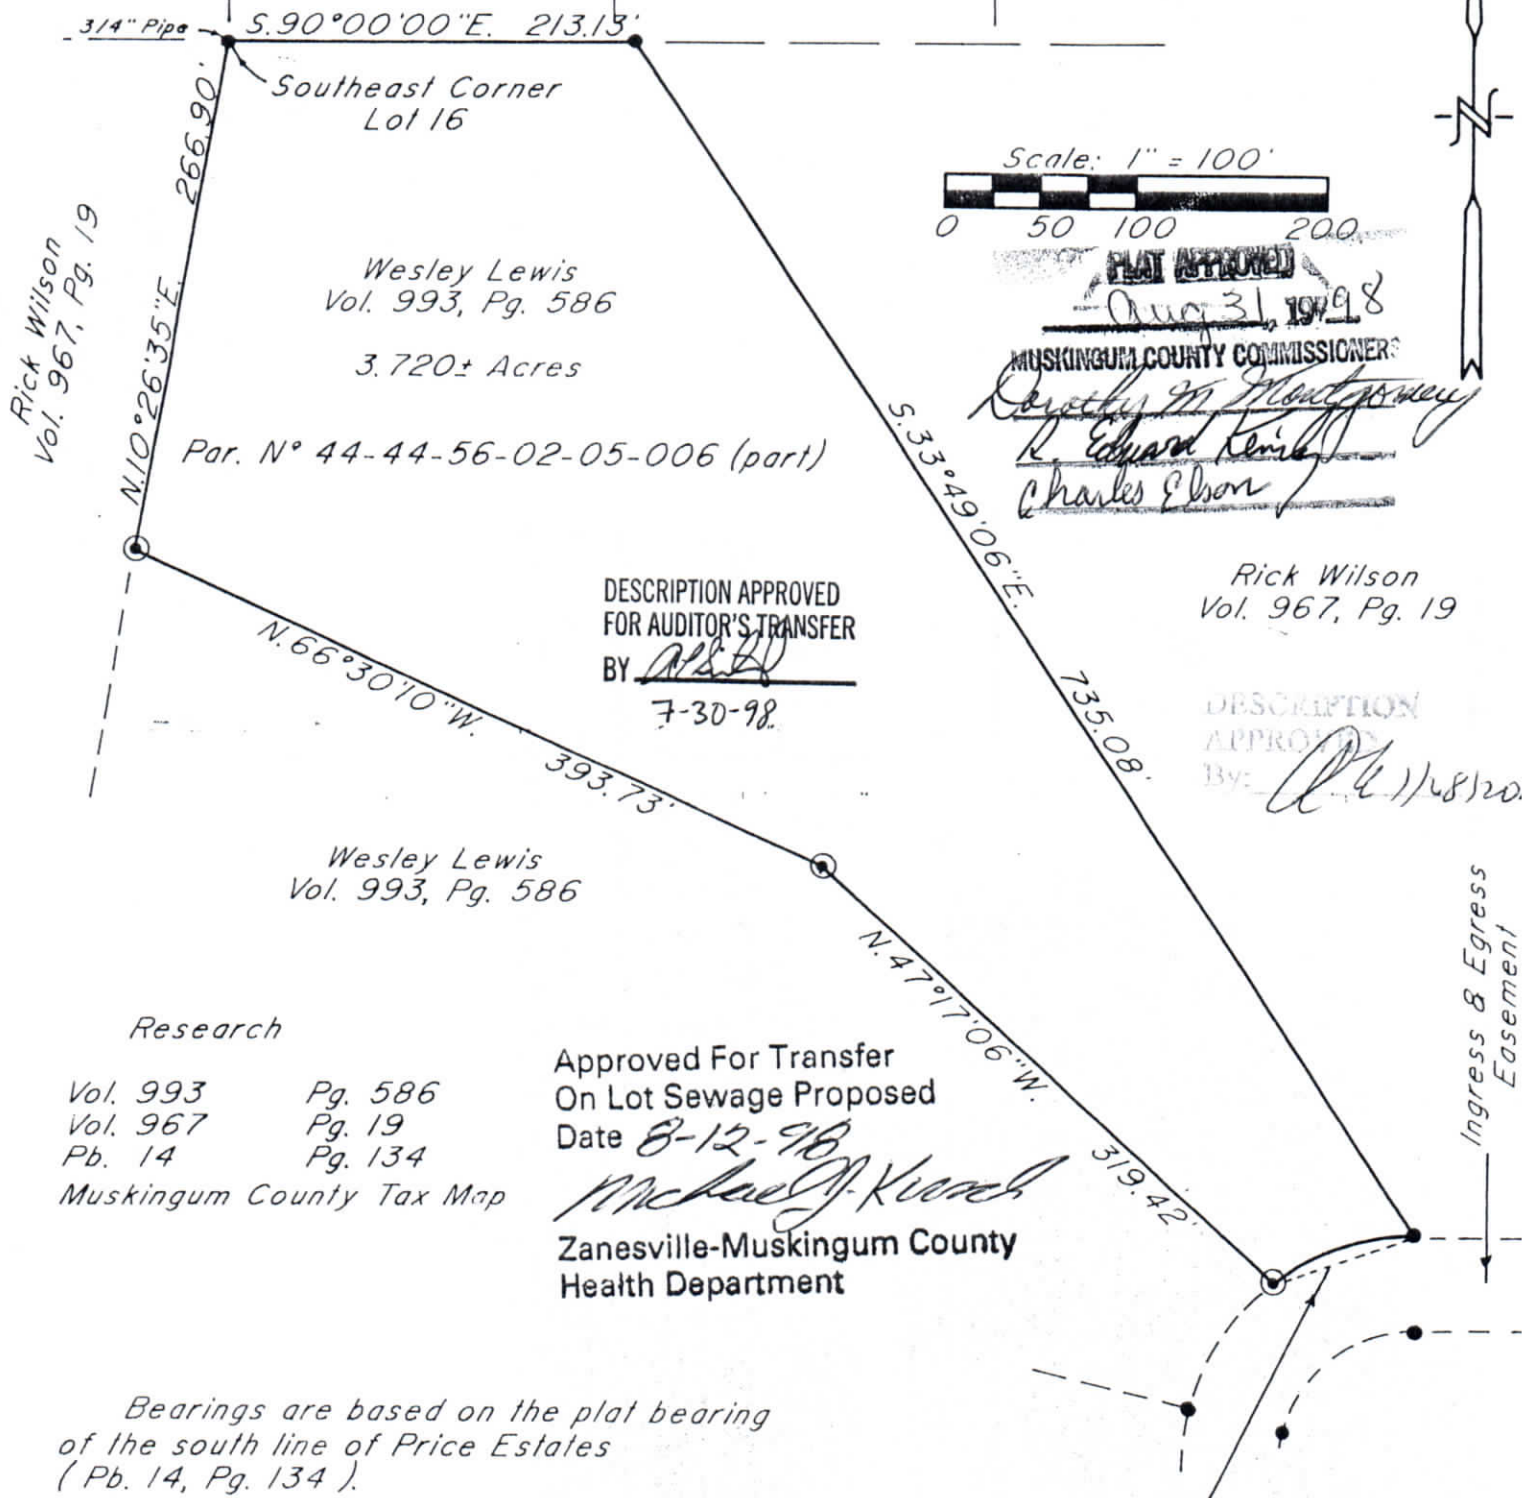 3/4" Pipe
S.90°00'00"E. 213.13'
Southeast Corner
Lot 16
266.90'
N.10°26'35"E.
Rick Wilson
Vol. 967, Pg. 19
Wesley Lewis
Vol. 993, Pg. 586
3.720± Acres
Par. N° 44-44-56-02-05-006 (part)
N
Scale: 1" = 100'
0 50 100 200
PLAT APPROVED
Aug 31, 1998
MUSKINGUM COUNTY COMMISSIONERS
Dorothy M Montgomery
R. Edward
Charles Elson
S.33°49'06"E.
735.08'
Rick Wilson
Vol. 967, Pg. 19
DESCRIPTION APPROVED
FOR AUDITOR'S TRANSFER
BY
7-30-98
DESCRIPTION
APPROVED
By:
N.66°30'10"W.
393.73'
Wesley Lewis
Vol. 993, Pg. 586
N.47°17'06"W.
319.42'
Ingress & Egress
Easement
Research
Vol. 993 Pg. 586
Vol. 967 Pg. 19
Pb. 14 Pg. 134
Muskingum County Tax Map
Approved For Transfer
On Lot Sewage Proposed
Date 8-12-98
Michael J. Kirsch
Zanesville-Muskingum County
Health Department
Bearings are based on the plat bearing
of the south line of Price Estates
( Pb. 14, Pg. 134 ).